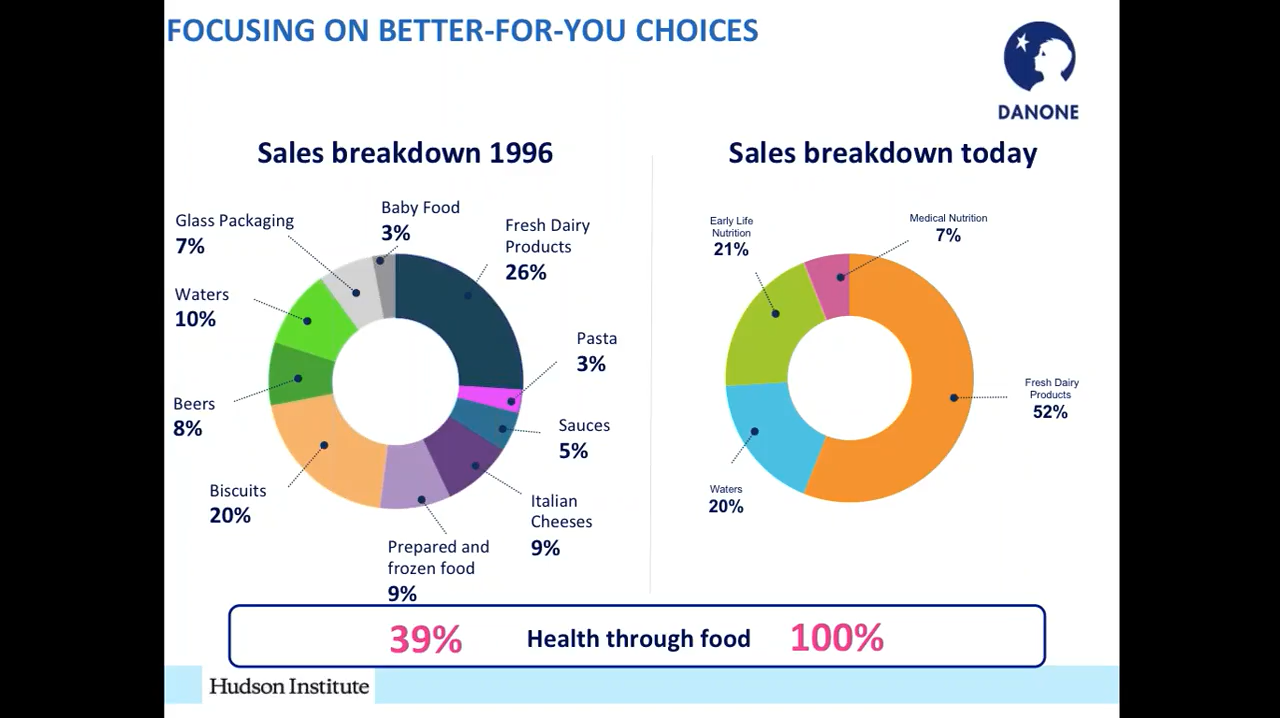 FOCUSING ON BETTER-FOR-YOU CHOICES
DANONE
Sales breakdown 1996
Glass Packaging
7%
Baby Food
3%
Fresh Dairy
Products
26%
Waters
10%
Pasta
3%
Beers
8%
Sauces
5%
Biscuits
20%
Italian
Cheeses
9%
Prepared and
frozen food
9%
Sales breakdown today
Early Life
Nutrition
21%
Medical Nutrition
7%
Fresh Dairy
Products
52%
Waters
20%
39% Health through food 100%
Hudson Institute